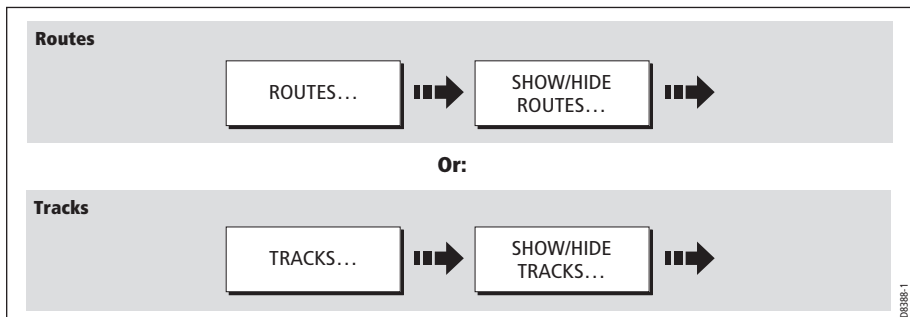 Routes
ROUTES…
SHOW/HIDE
ROUTES…
Or:
Tracks
TRACKS…
SHOW/HIDE
TRACKS…
D8388-1